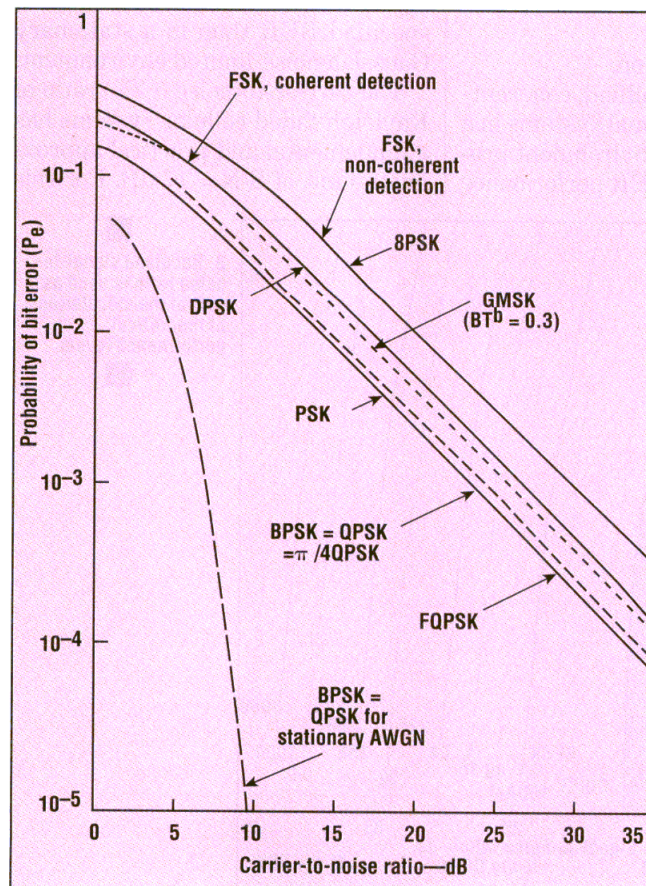 1
FSK, coherent detection
FSK,
non-coherent
detection
10⁻¹
8PSK
DPSK
GMSK
(BTᵇ = 0.3)
10⁻²
Probability of bit error (Pₑ)
PSK
10⁻³
BPSK = QPSK
=π /4QPSK
FQPSK
10⁻⁴
BPSK =
QPSK for
stationary AWGN
10⁻⁵
0 5 10 15 20 25 30 35
Carrier-to-noise ratio—dB